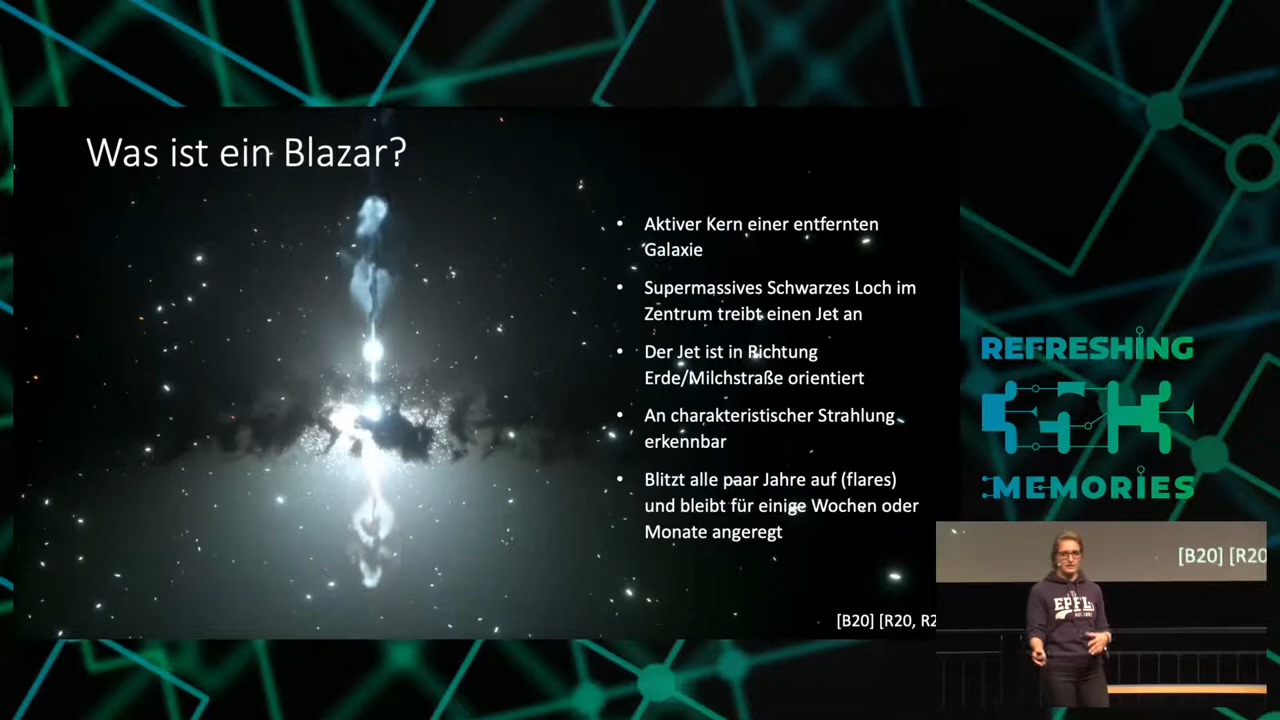 Was ist ein Blazar?
• Aktiver Kern einer entfernten
Galaxie
• Supermassives Schwarzes Loch im
Zentrum treibt einen Jet an
• Der Jet ist in Richtung
Erde/Milchstraße orientiert
• An charakteristischer Strahlung
erkennbar
• Blitzt alle paar Jahre auf (flares)
und bleibt für einige Wochen oder
Monate angeregt
[B20] [R20, R2
REFRESHING
MEMORIES
[B20] [R20
EPFL